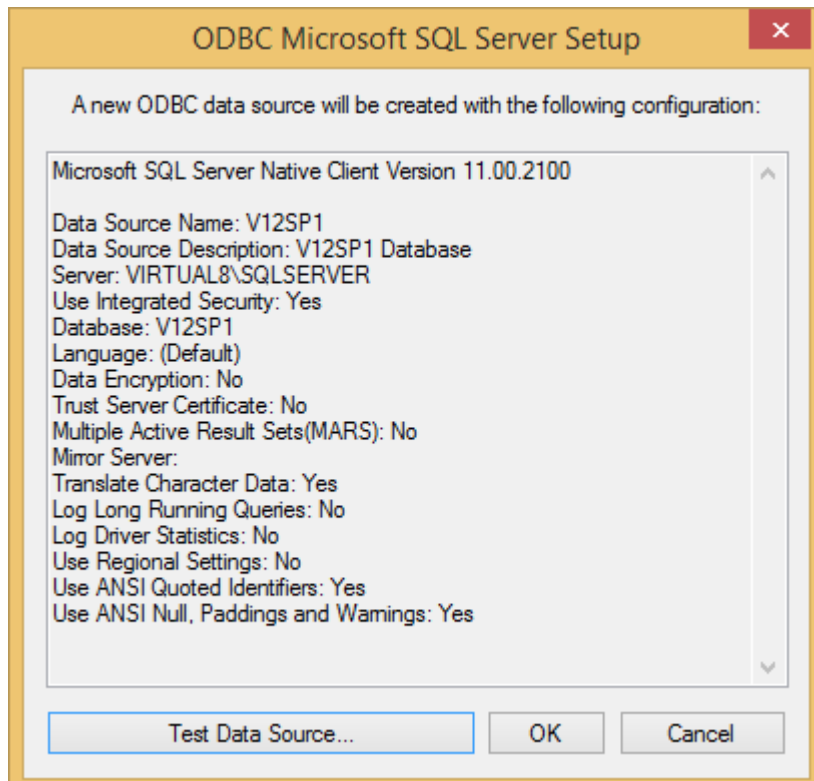 ODBC Microsoft SQL Server Setup
A new ODBC data source will be created with the following configuration:
Microsoft SQL Server Native Client Version 11.00.2100
Data Source Name: V12SP1
Data Source Description: V12SP1 Database
Server: VIRTUAL8\SQLSERVER
Use Integrated Security: Yes
Database: V12SP1
Language: (Default)
Data Encryption: No
Trust Server Certificate: No
Multiple Active Result Sets(MARS): No
Mirror Server:
Translate Character Data: Yes
Log Long Running Queries: No
Log Driver Statistics: No
Use Regional Settings: No
Use ANSI Quoted Identifiers: Yes
Use ANSI Null, Paddings and Warnings: Yes
Test Data Source... OK Cancel